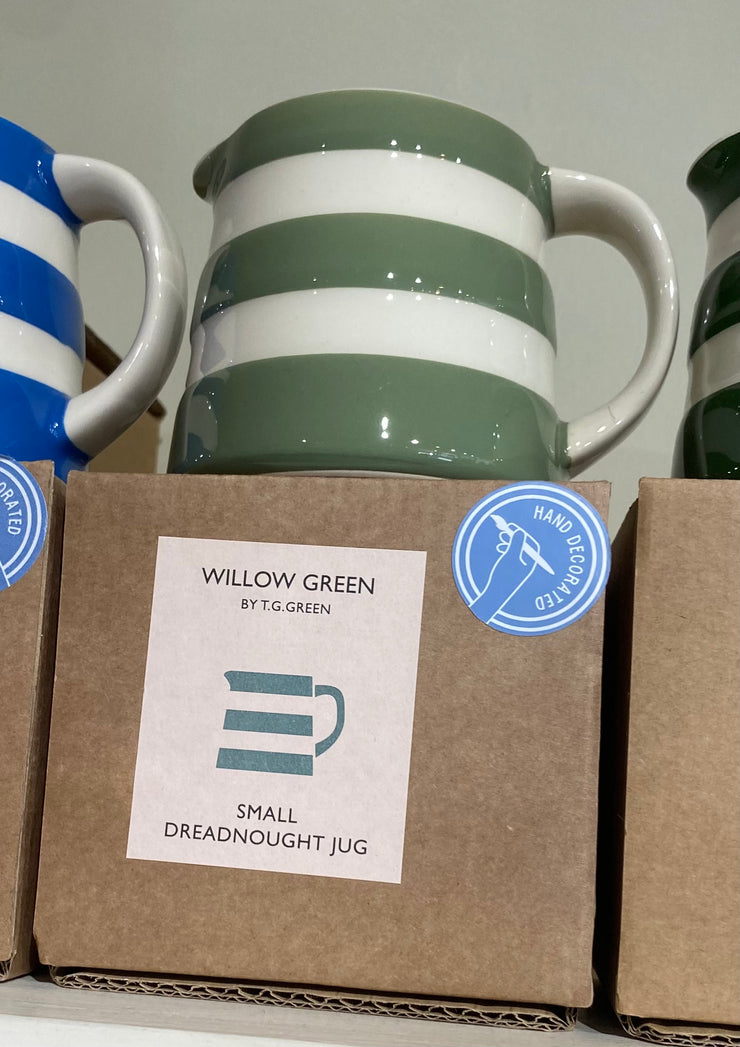 WILLOW GREEN
BY T.G.GREEN
SMALL
DREADNOUGHT JUG
HAND DECORATED